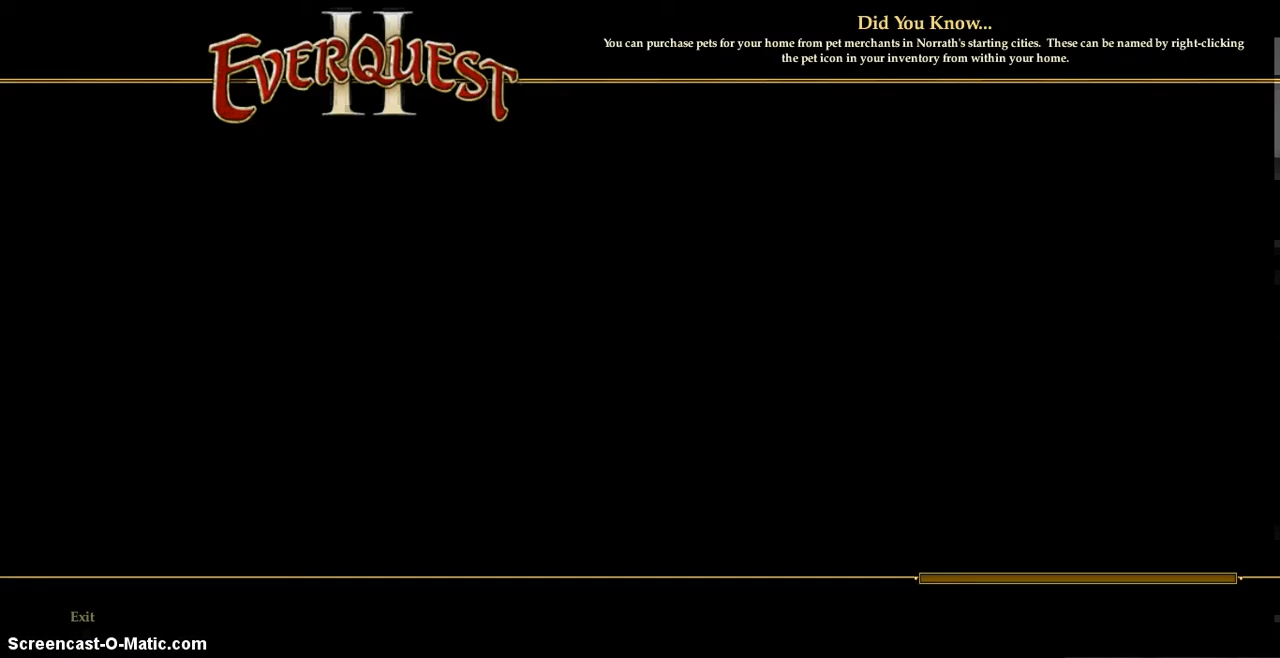 EVERQUEST
II
Did You Know...
You can purchase pets for your home from pet merchants in Norrath's starting cities.  These can be named by right-clicking
the pet icon in your inventory from within your home.
Exit
Screencast-O-Matic.com